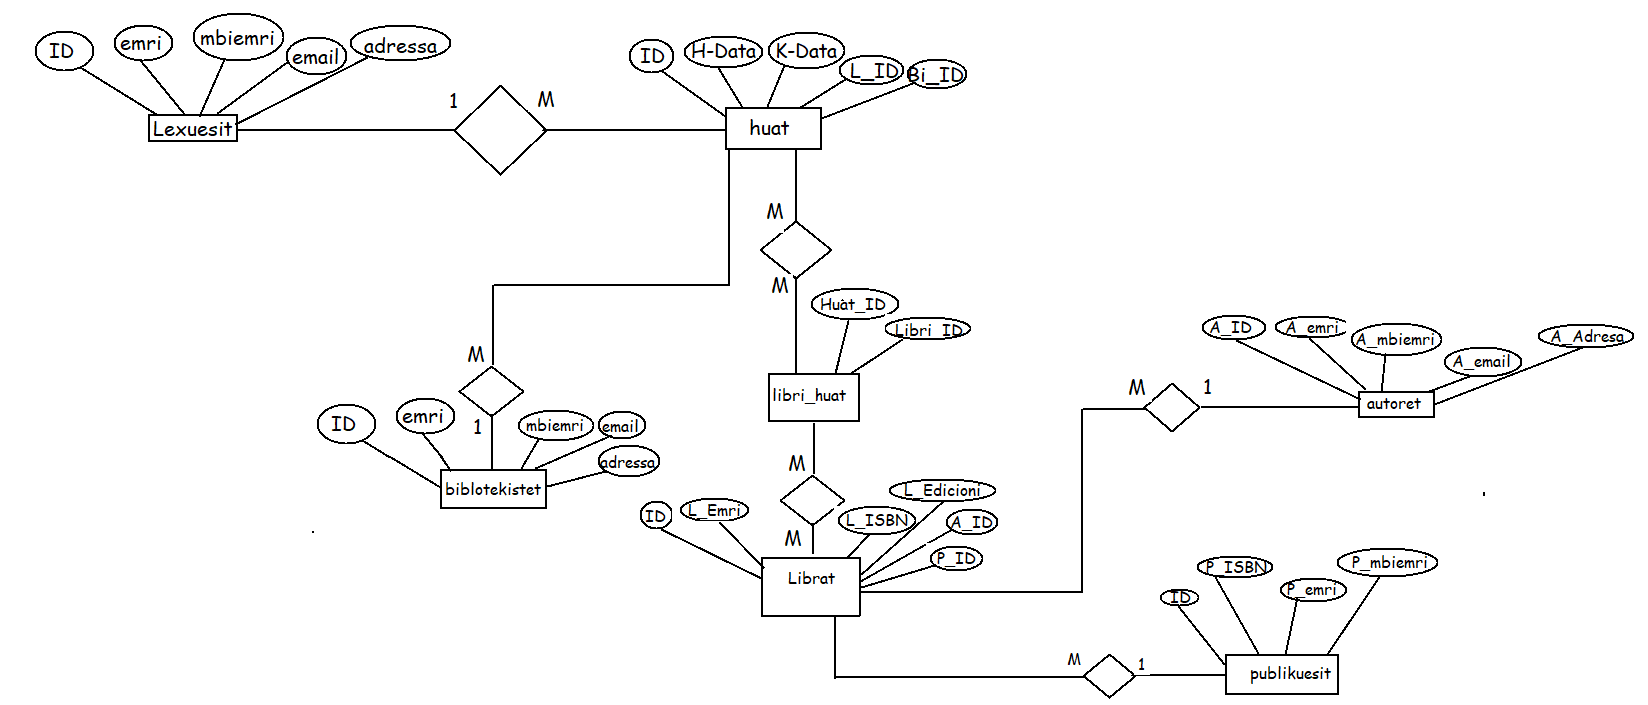 ID
emri
mbiemri
email
adressa
Lexuesit
1
M
ID
H-Data
K-Data
L_ID
Bi_ID
huat
M
M
Huat_ID
Libri_ID
libri_huat
M
1
ID
emri
mbiemri
email
adressa
biblotekistet
M
M
ID
L_Emri
L_ISBN
L_Edicioni
A_ID
P_ID
Librat
M
1
A_ID
A_emri
A_mbiemri
A_email
A_Adresa
autoret
M
1
ID
P_ISBN
P_emri
P_mbiemri
publikuesit